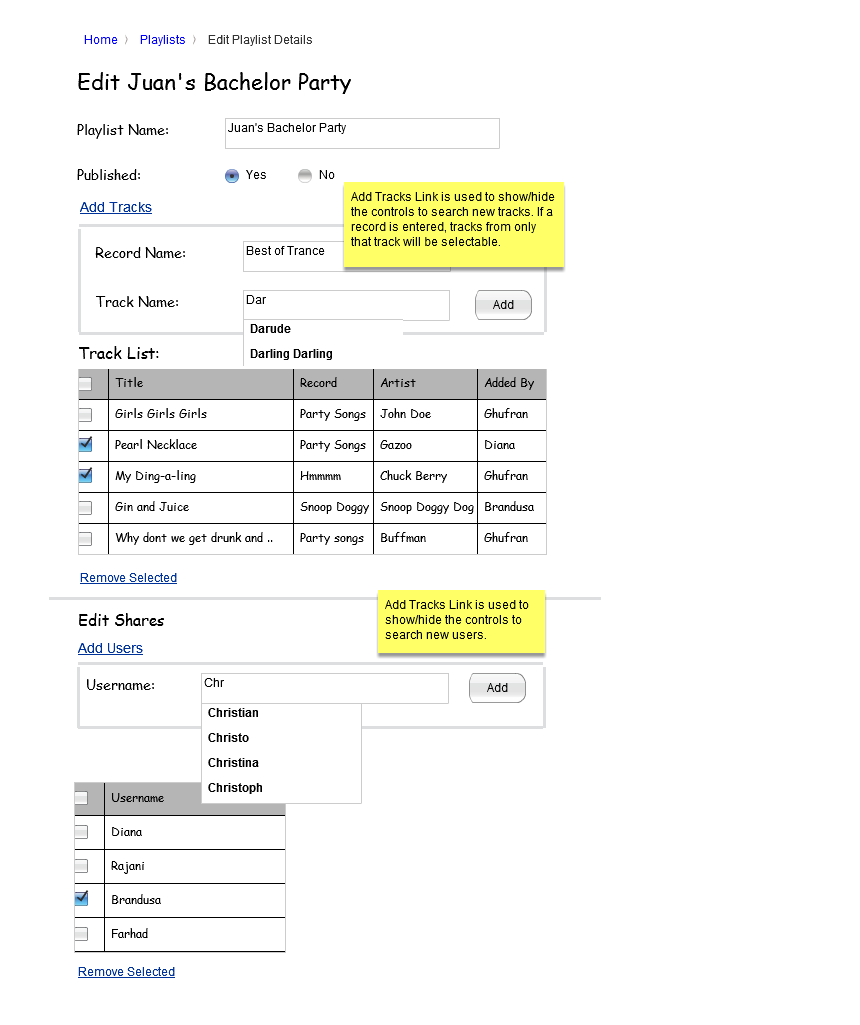 Home 〉 Playlists 〉 Edit Playlist Details
Edit Juan's Bachelor Party
Playlist Name: Juan's Bachelor Party
Published: Yes No
Add Tracks Link is used to show/hide
the controls to search new tracks. If a
record is entered, tracks from only
that track will be selectable.
Add Tracks
Record Name: Best of Trance
Track Name: Dar Add
Darude
Darling Darling
Track List:
Title Record Artist Added By
Girls Girls Girls Party Songs John Doe Ghufran
Pearl Necklace Party Songs Gazoo Diana
My Ding-a-ling Hmmmm Chuck Berry Ghufran
Gin and Juice Snoop Doggy Snoop Doggy Dog Brandusa
Why dont we get drunk and .. Party songs Buffman Ghufran
Remove Selected
Add Tracks Link is used to
show/hide the controls to
search new users.
Edit Shares
Add Users
Username: Chr Add
Christian
Christo
Christina
Christoph
Username
Diana
Rajani
Brandusa
Farhad
Remove Selected